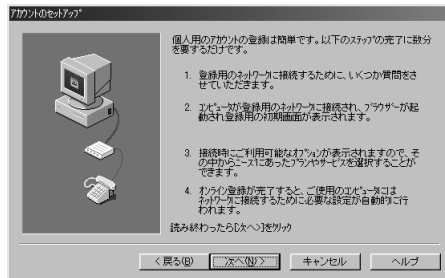 アカウントのセットアップ
個人用のアカウントの登録は簡単です。以下のステップの完了に数分
を要するだけです。
1. 登録用のネットワークに接続するために、いくつか質問をさ
せていただきます。
2. コンピュータが登録用のネットワークに接続され、ブラウザーが起
動され登録用の初期画面が表示されます。
3. 接続時にご利用可能なオプションが表示されますので、そ
の中からニーズにあったプランやサービスを選択することが
できます。
4. オンライン登録が完了すると、ご使用のコンピュータには
ネットワークに接続するために必要な設定が自動的に行
われます。
読み終わったら[次へ>]をクリック
< 戻る(B)
次へ(N) >
キャンセル
ヘルプ